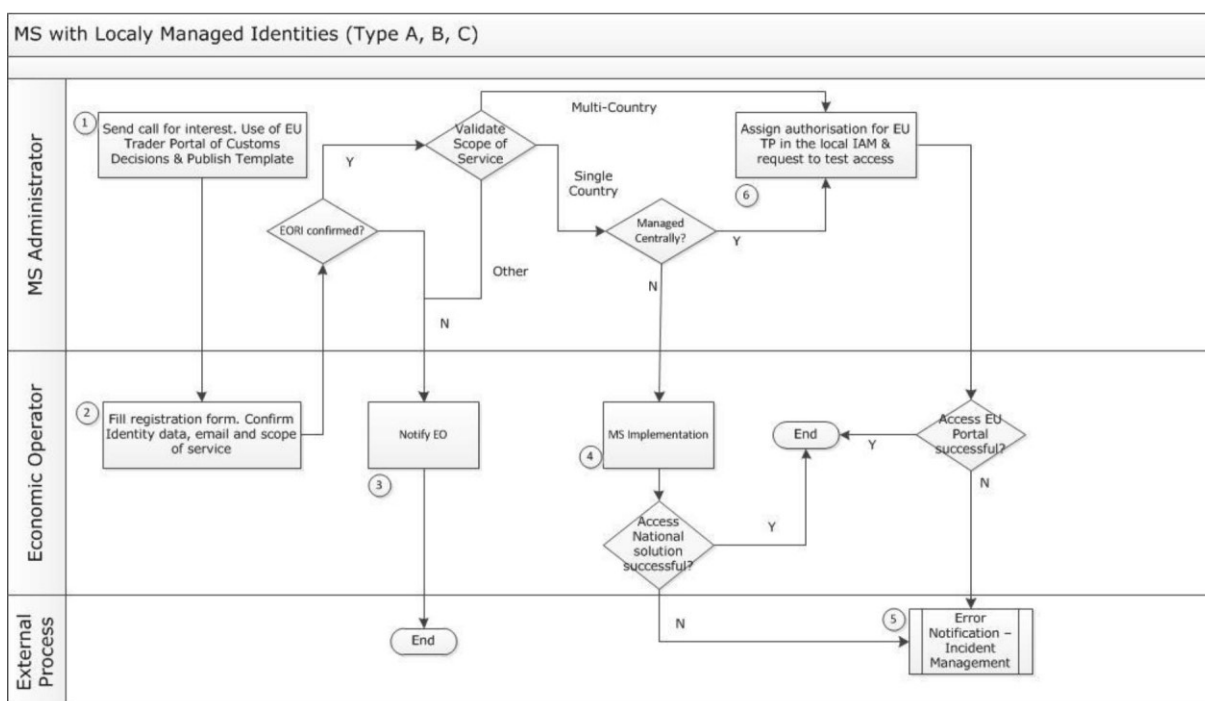 MS with Localy Managed Identities (Type A, B, C)
MS Administrator
1
Send call for interest. Use of EU
Trader Portal of Customs
Decisions & Publish Template
Y
EORI confirmed?
Validate
Scope of
Service
Multi-Country
Single
Country
Other
N
Managed
Centrally?
Y
N
Assign authorisation for EU
TP in the local IAM &
request to test access
6
Economic Operator
2
Fill registration form. Confirm
Identity data, email and scope
of service
Notify EO
3
MS Implementation
4
Access
National
solution
successful?
Y
End
Y
Access EU
Portal
successful?
N
External
Process
End
N
5
Error
Notification –
Incident
Management